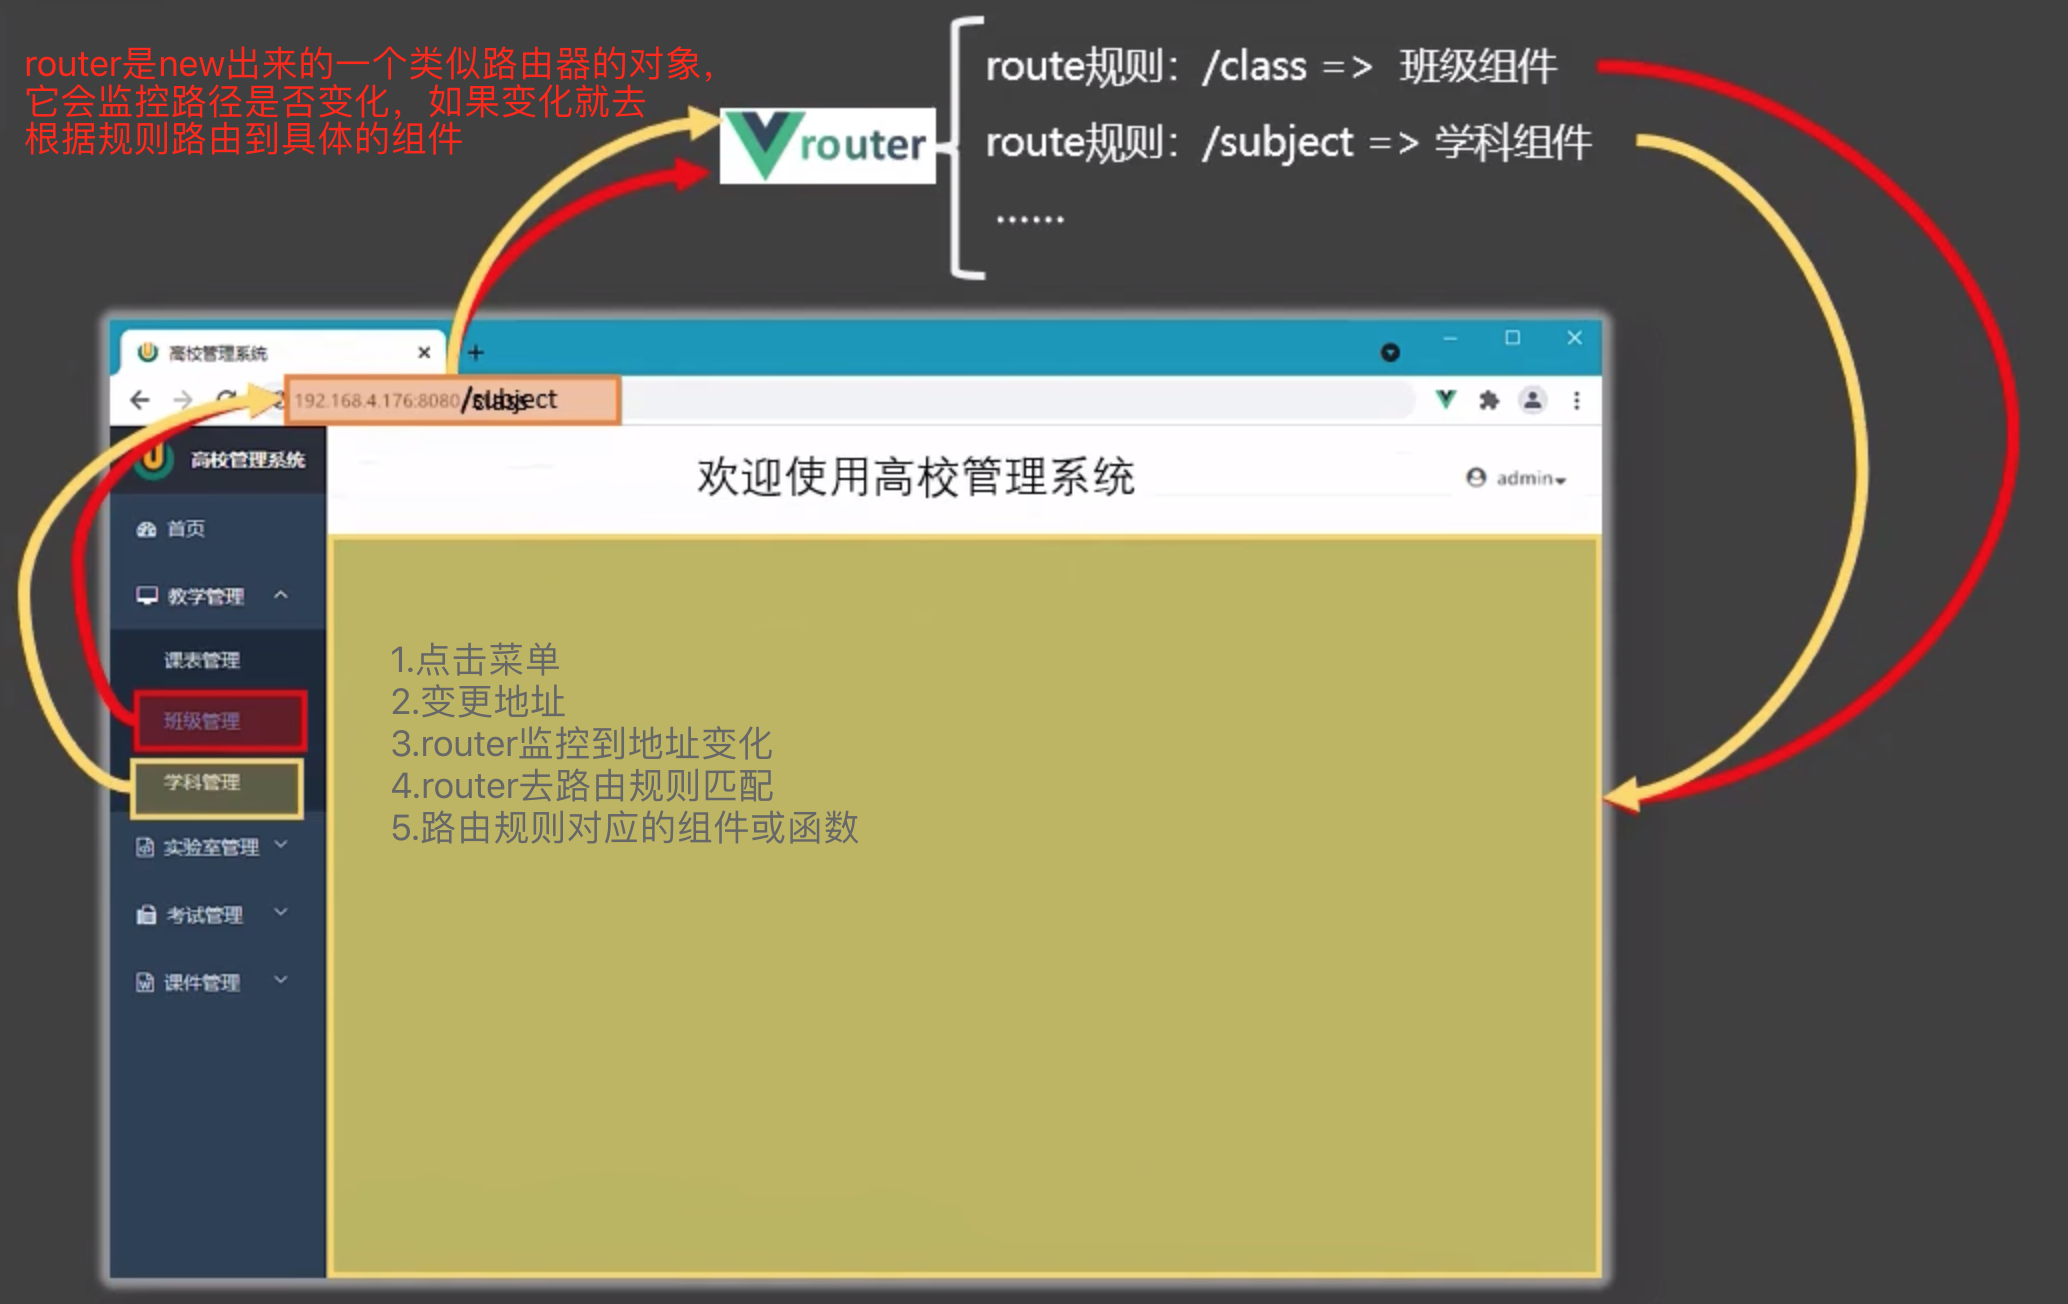 router是new出来的一个类似路由器的对象，
它会监控路径是否变化，如果变化就去
根据规则路由到具体的组件
router
route规则：/class => 班级组件
route规则：/subject => 学科组件
······
高校管理系统
192.168.4.176:8080/subject
/class
高校管理系统
欢迎使用高校管理系统
admin
首页
教学管理
课表管理
班级管理
学科管理
实验室管理
考试管理
课件管理
1.点击菜单
2.变更地址
3.router监控到地址变化
4.router去路由规则匹配
5.路由规则对应的组件或函数